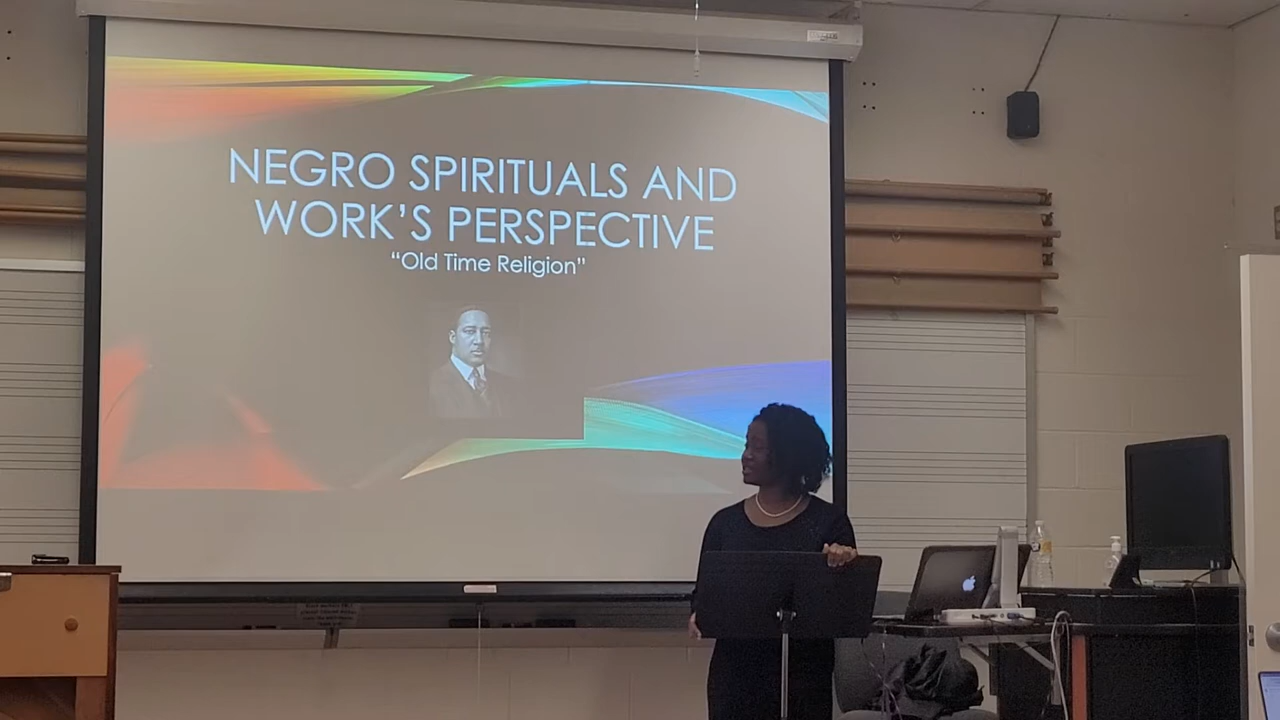 NEGRO SPIRITUALS AND
WORK’S PERSPECTIVE
“Old Time Religion”